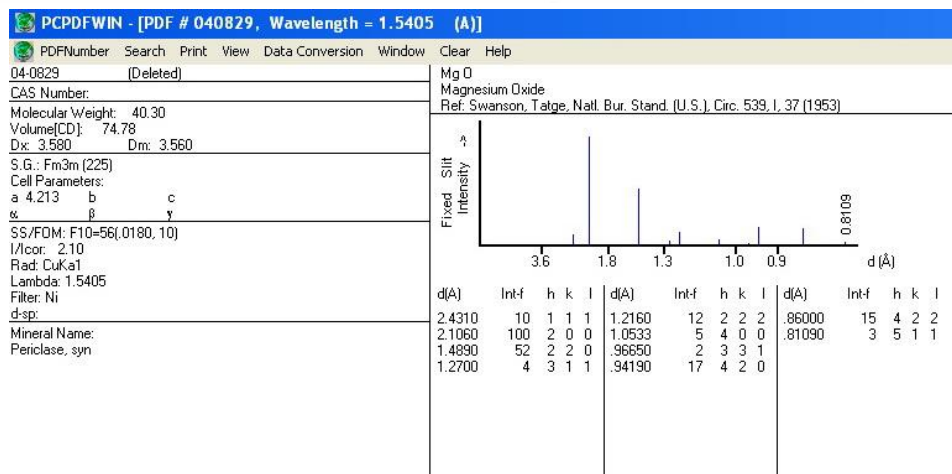 PCPDFWIN - [PDF # 040829, Wavelength = 1.5405 (A)]
PDFNumber Search Print View Data Conversion Window Clear Help
04-0829 (Deleted)
CAS Number:
Molecular Weight: 40.30
Volume[CD]: 74.78
Dx: 3.580 Dm: 3.560
S.G.: Fm3m (225)
Cell Parameters:
a 4.213 b c
α β γ
SS/FOM: F10=56(.0180, 10)
I/Icor: 2.10
Rad: CuKa1
Lambda: 1.5405
Filter: Ni
d-sp:
Mineral Name:
Periclase, syn
Mg O
Magnesium Oxide
Ref: Swanson, Tatge, Natl. Bur. Stand. (U.S.), Circ. 539, I, 37 (1953)
Fixed Slit
Intensity ->
0.8109
3.6 1.8 1.3 1.0 0.9 d (Å)
d(A) Int-f h k l d(A) Int-f h k l d(A) Int-f h k l
2.4310 10 1 1 1 1.2160 12 2 2 2 .86000 15 4 2 2
2.1060 100 2 0 0 1.0533 5 4 0 0 .81090 3 5 1 1
1.4890 52 2 2 0 .96650 2 3 3 1
1.2700 4 3 1 1 .94190 17 4 2 0